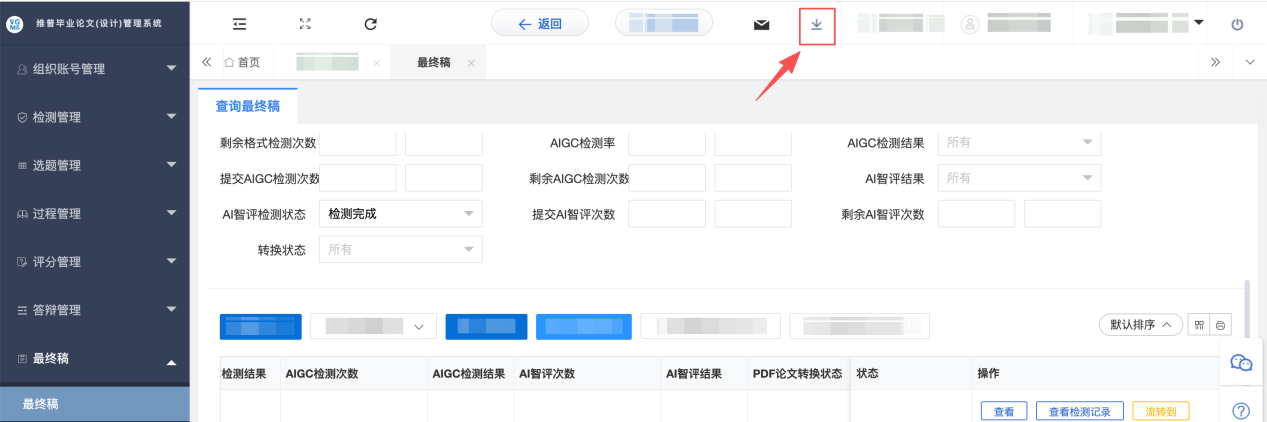 VG
MS
维普毕业论文(设计)管理系统
返回
组织账号管理
检测管理
选题管理
过程管理
评分管理
答辩管理
最终稿
最终稿
首页
最终稿
查询最终稿
剩余格式检测次数 AIGC检测率 AIGC检测结果 所有
提交AIGC检测次数 剩余AIGC检测次数 AI智评结果 所有
AI智评检测状态 检测完成 提交AI智评次数 剩余AI智评次数
转换状态 所有
默认排序
检测结果 AIGC检测次数 AIGC检测结果 AI智评次数 AI智评结果 PDF论文转换状态 状态 操作
查看 查看检测记录 流转到